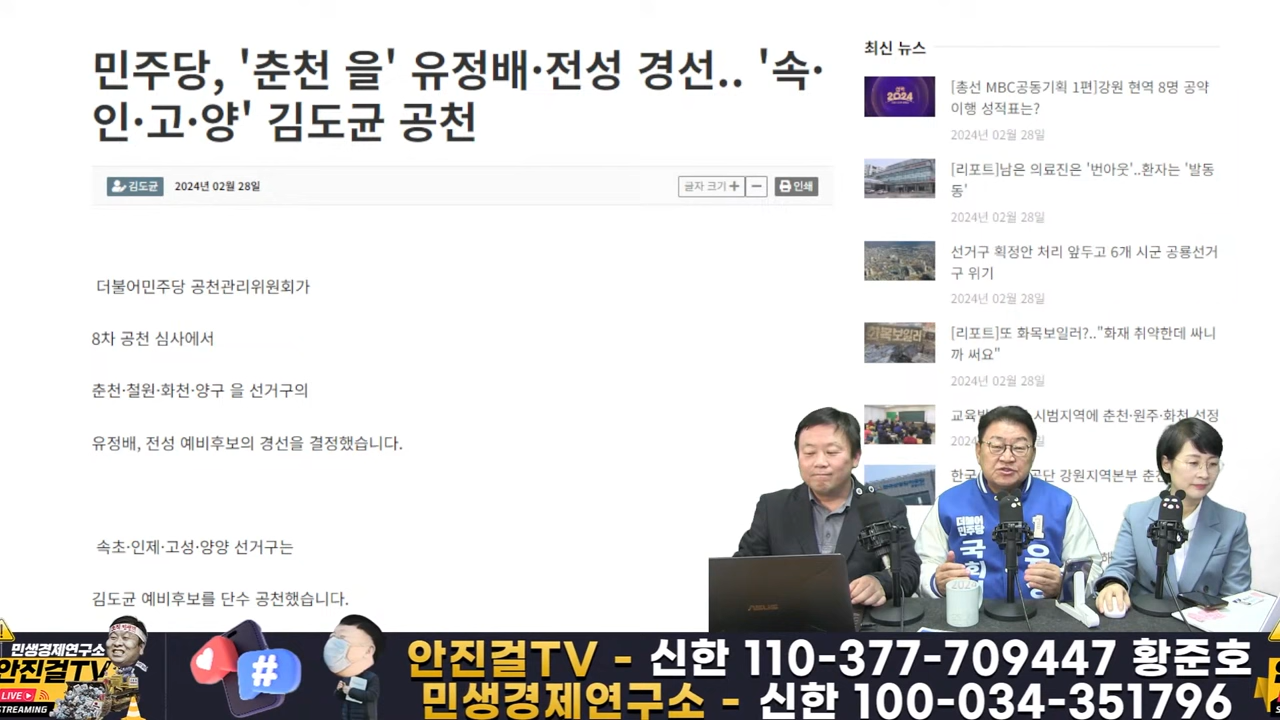 민주당, '춘천 을' 유정배·전성 경선.. '속·
인·고·양' 김도균 공천
김도균
2024년 02월 28일
글자 크기
인쇄
더불어민주당 공천관리위원회가
8차 공천 심사에서
춘천·철원·화천·양구 을 선거구의
유정배, 전성 예비후보의 경선을 결정했습니다.
속초·인제·고성·양양 선거구는
김도균 예비후보를 단수 공천했습니다.
최신 뉴스
2024
[총선 MBC공동기획 1편]강원 현역 8명 공약
이행 성적표는?
2024년 02월 28일
[리포트]남은 의료진은 '번아웃'..환자는 '발동
동'
2024년 02월 28일
선거구 획정안 처리 앞두고 6개 시군 공룡선거
구 위기
2024년 02월 28일
화목보일러
[리포트]또 화목보일러?.."화재 취약한데 싸니
까 써요"
2024년 02월 28일
시범지역에 춘천·원주·화천 선정
강원지역본부
더불어
민주당
1
국회
ASUS
민생경제연구소
안진걸TV
LIVE
STREAMING
#
안진걸TV - 신한 110-377-709447 황준호
민생경제연구소 - 신한 100-034-351796